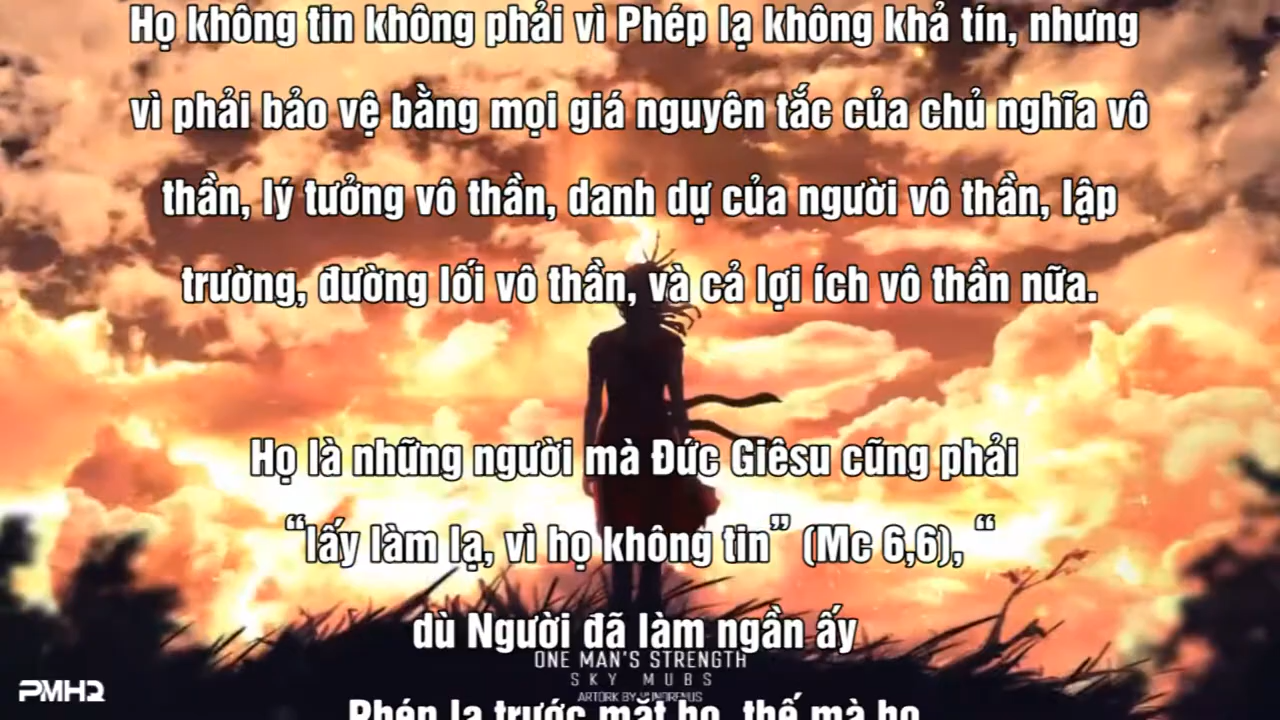 Họ không tin không phải vì Phép lạ không khả tín, nhưng
vì phải bảo vệ bằng mọi giá nguyên tắc của chủ nghĩa vô
thần, lý tưởng vô thần, danh dự của người vô thần, lập
trường, đường lối vô thần, và cả lợi ích vô thần nữa.
Họ là những người mà Đức Giêsu cũng phải
“lấy làm lạ, vì họ không tin” (Mc 6,6), “
dù Người đã làm ngần ấy
ONE MAN'S STRENGTH
SKY MUBS
ARTORK BY
PMH2
Phép lạ trước mắt họ, thế mà họ